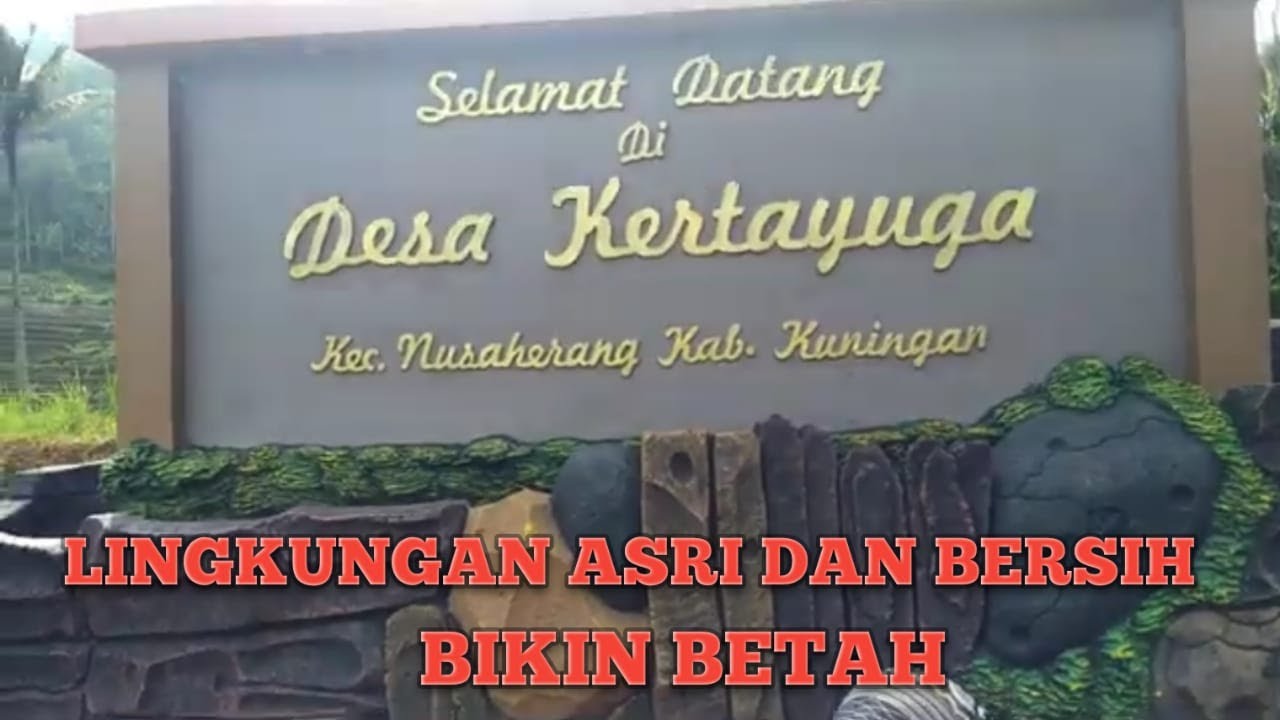 Selamat Datang
Di
Desa Kertayuga
Kec. Nusaherang Kab. Kuningan
LINGKUNGAN ASRI DAN BERSIH
BIKIN BETAH